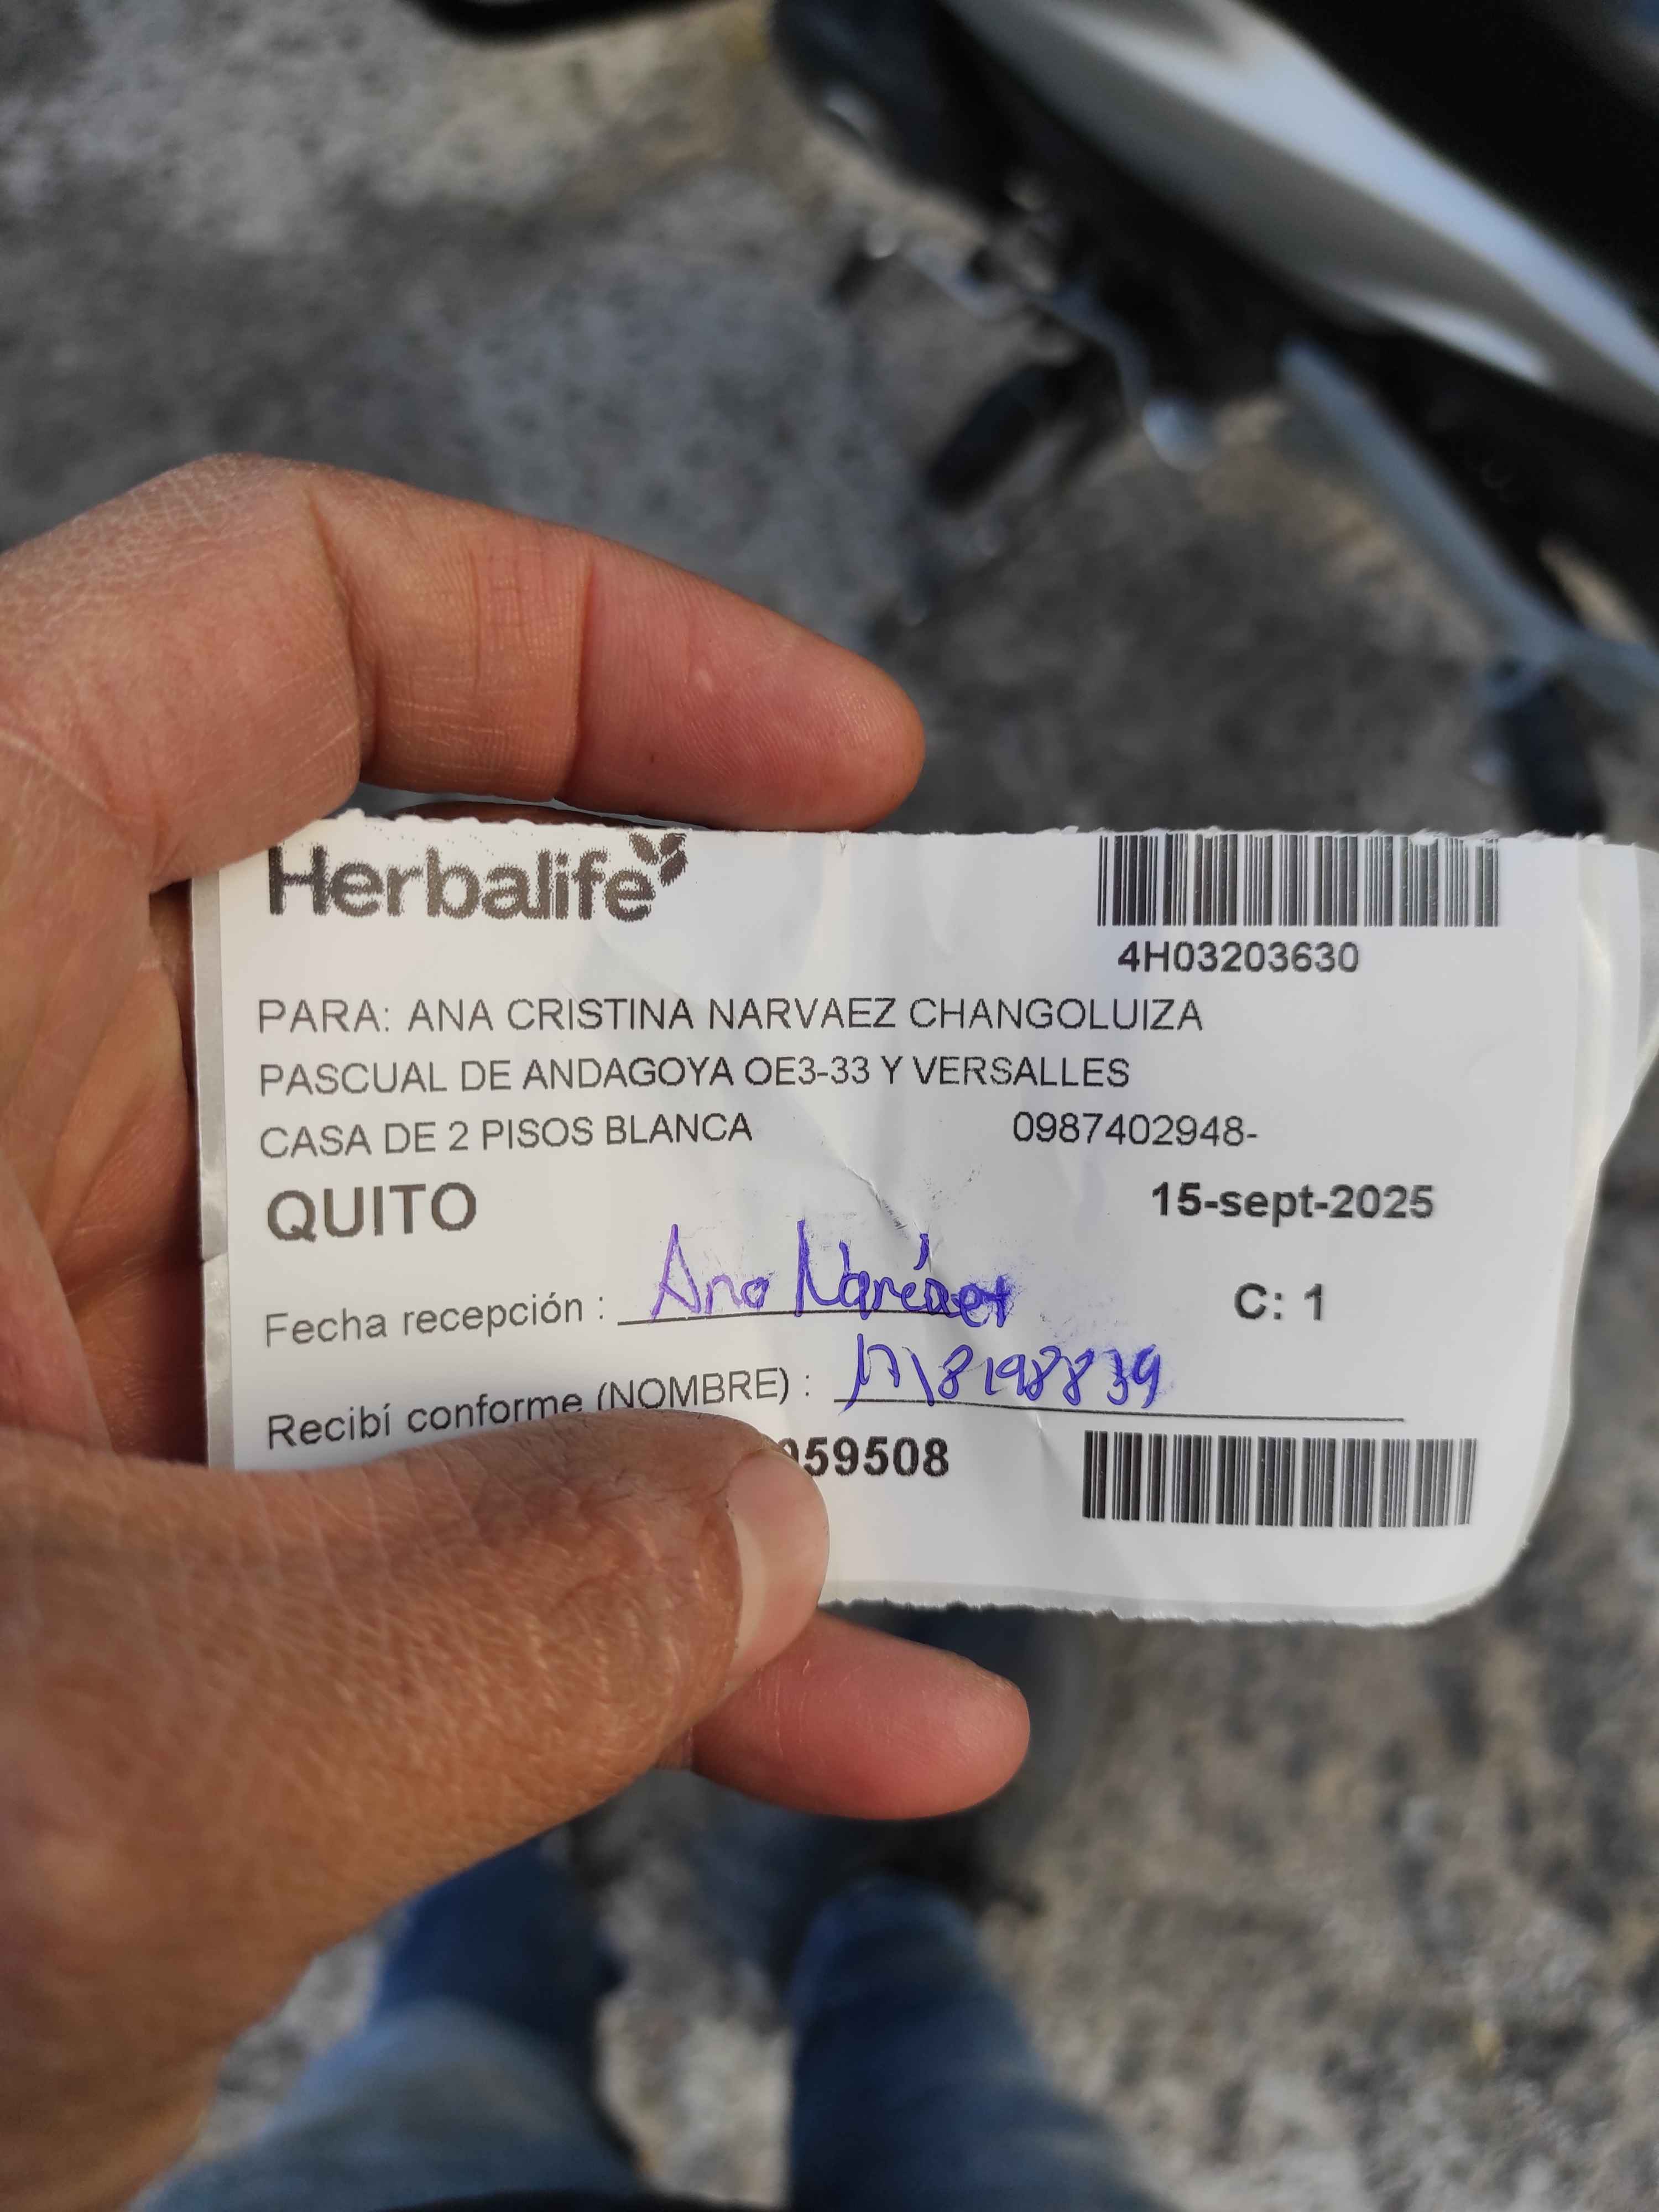 Herbalife
4H03203630
PARA: ANA CRISTINA NARVAEZ CHANGOLUIZA
PASCUAL DE ANDAGOYA OE3-33 Y VERSALLES
CASA DE 2 PISOS BLANCA 0987402948-
QUITO 15-sept-2025
Fecha recepción : Ana Narváez C: 1
Recibí conforme (NOMBRE) : 1718198839
59508